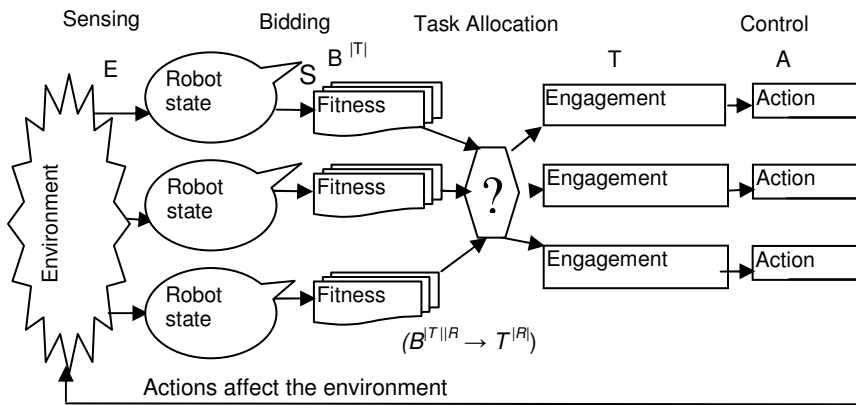 Sensing Bidding Task Allocation Control
E S B |T| T A
Robot state
Fitness
Engagement
Action
Environment
Robot state
Fitness
?
Engagement
Action
Robot state
Fitness
Engagement
Action
(B|T||R → T|R|)
Actions affect the environment